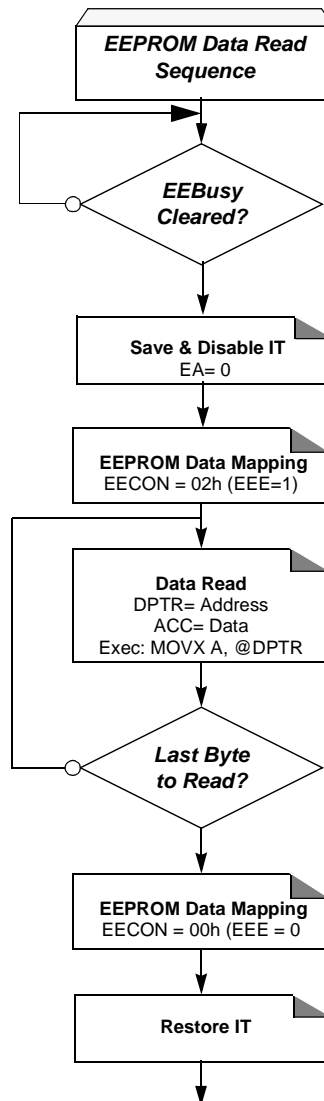 EEPROM Data Read
Sequence
EEBusy
Cleared?
Save & Disable IT
EA= 0
EEPROM Data Mapping
EECON = 02h (EEE=1)
Data Read
DPTR= Address
ACC= Data
Exec: MOVX A, @DPTR
Last Byte
to Read?
EEPROM Data Mapping
EECON = 00h (EEE = 0
Restore IT